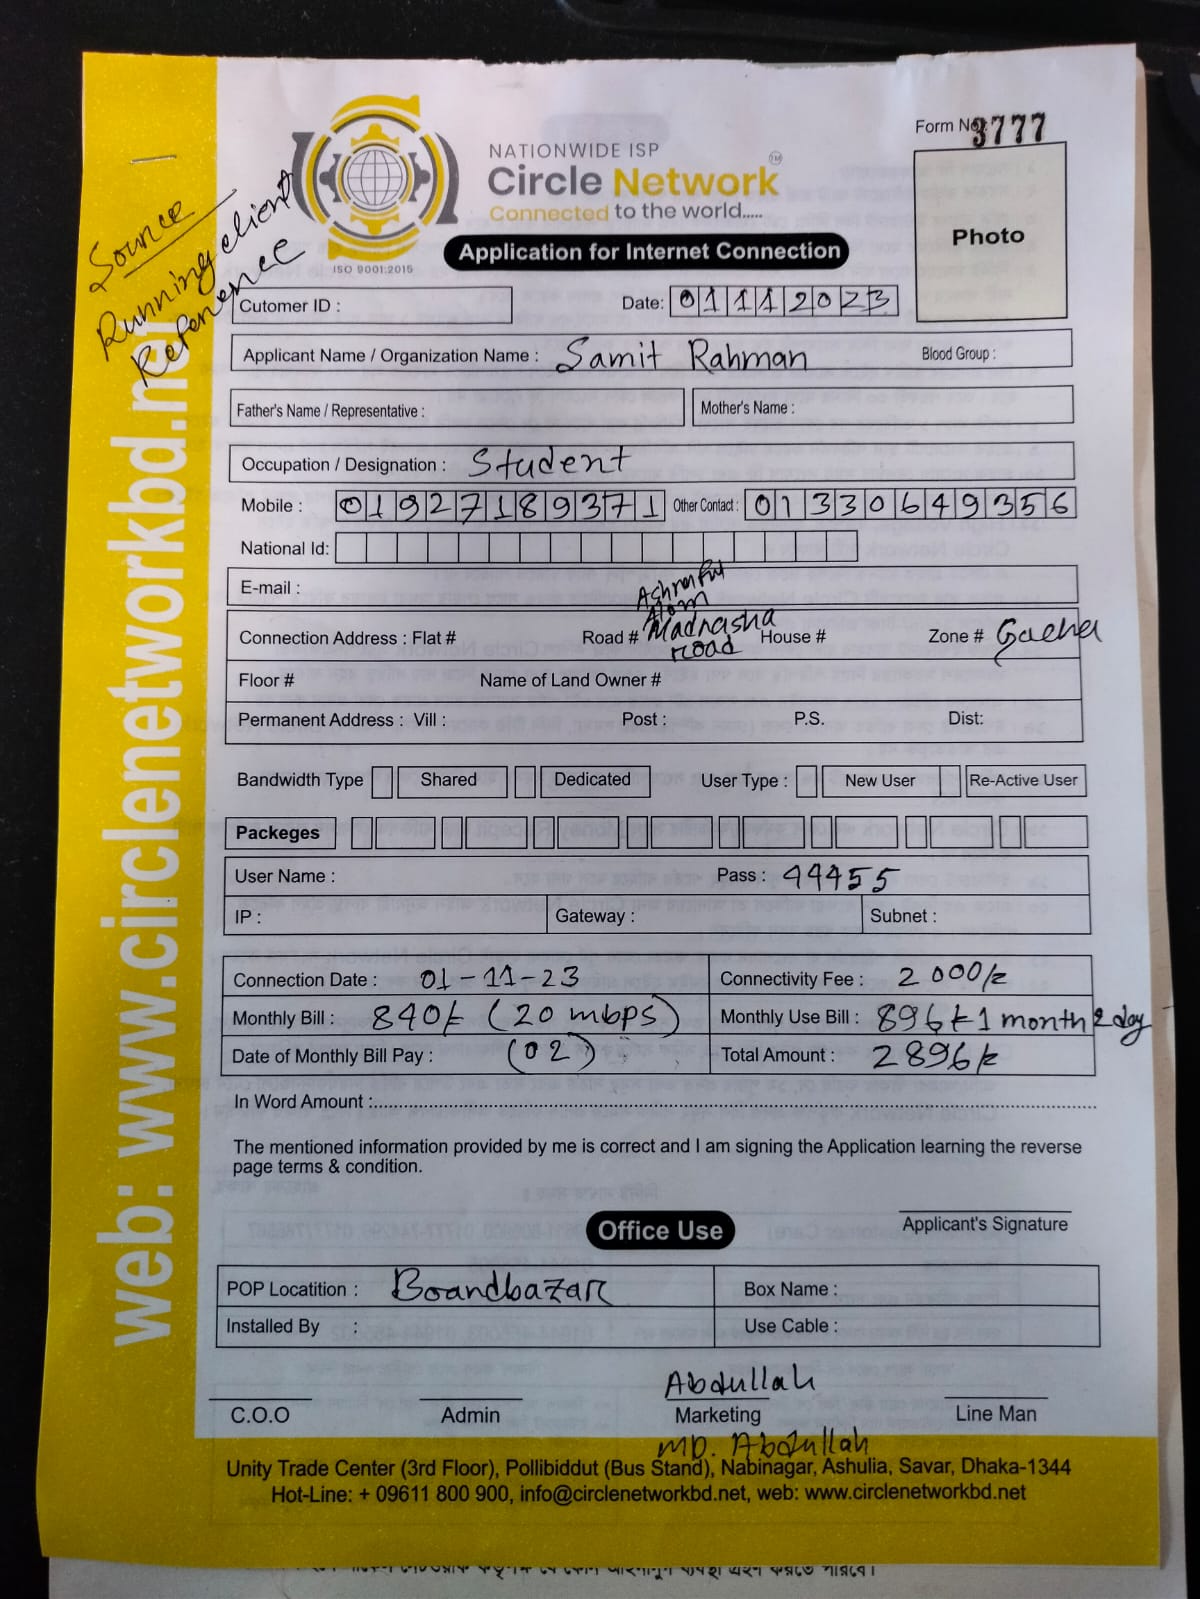 Form No. 3777
NATIONWIDE ISP
TM
Circle Network
Connected to the world.....
ISO 9001:2015
Application for Internet Connection
Photo
Source
Running client
Reference
Cutomer ID :
Date: 01112023
Applicant Name / Organization Name : Samit Rahman Blood Group :
Father's Name / Representative : Mother's Name :
Occupation / Designation : Student
Mobile : 01927189371 Other Contact : 01330649356
National Id:
E-mail :
Connection Address : Flat # Road # Madrasha road House # Zone #
Floor # Name of Land Owner #
Permanent Address : Vill : Post : P.S. Dist:
Bandwidth Type Shared Dedicated User Type : New User Re-Active User
Packeges
User Name : Pass : 44455
IP : Gateway : Subnet :
Connection Date : 01-11-23 Connectivity Fee : 2000/
Monthly Bill : 840/ (20 mbps) Monthly Use Bill : 896 1 month 2 day
Date of Monthly Bill Pay : (02) Total Amount : 2896/
In Word Amount :
The mentioned information provided by me is correct and I am signing the Application learning the reverse
page terms & condition.
Applicant's Signature
Office Use
POP Locatition : Boardbazar Box Name :
Installed By : Use Cable :
Abdullah
C.O.O Admin Marketing Line Man
MD. Abdullah
Unity Trade Center (3rd Floor), Pollibiddut (Bus Stand), Nabinagar, Ashulia, Savar, Dhaka-1344
Hot-Line: + 09611 800 900, info@circlenetworkbd.net, web: www.circlenetworkbd.net
web: www.circlenetworkbd.net